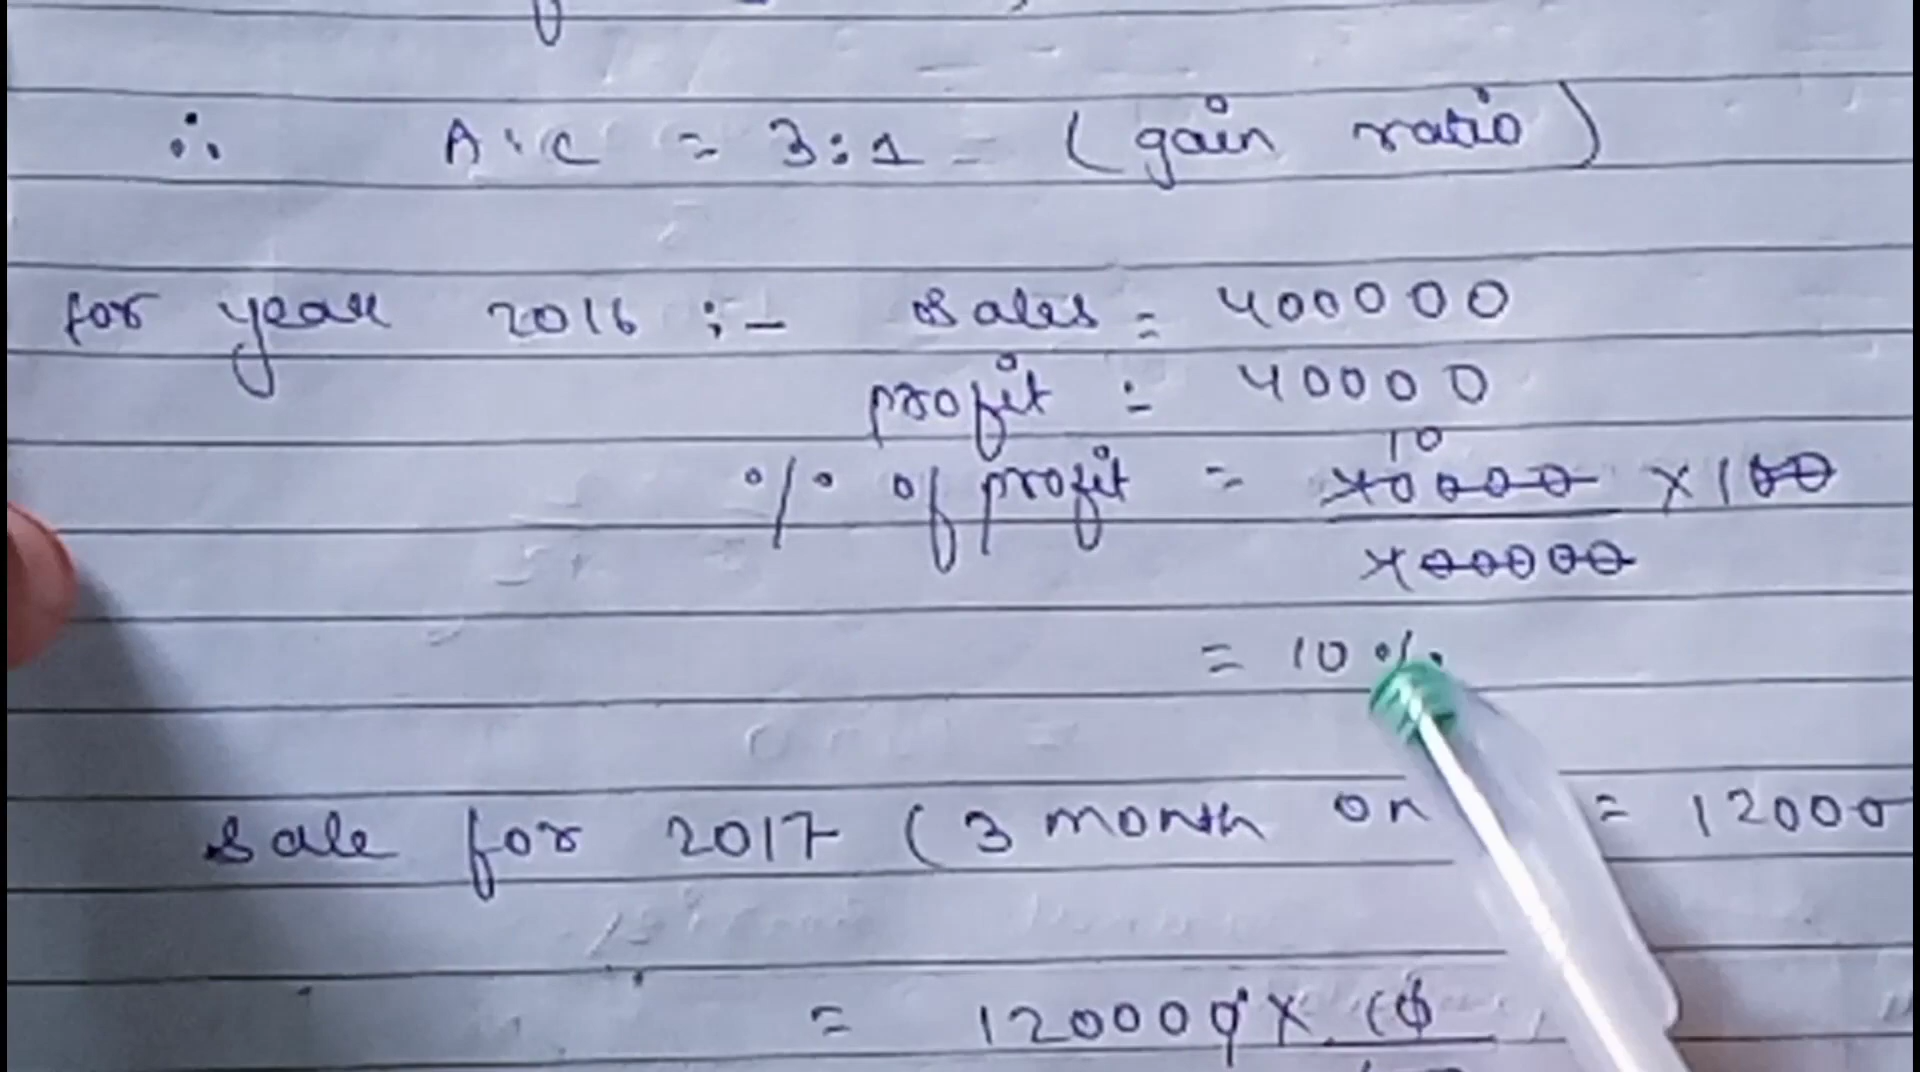 ∴ A:C = 3:1 (gain ratio)
for year 2016 :- Sales = 400000
profit = 40000
10
% of profit = 40000 × 100
400000
= 10%
Sale for 2017 (3 month on = 12000
= 120000 × 10